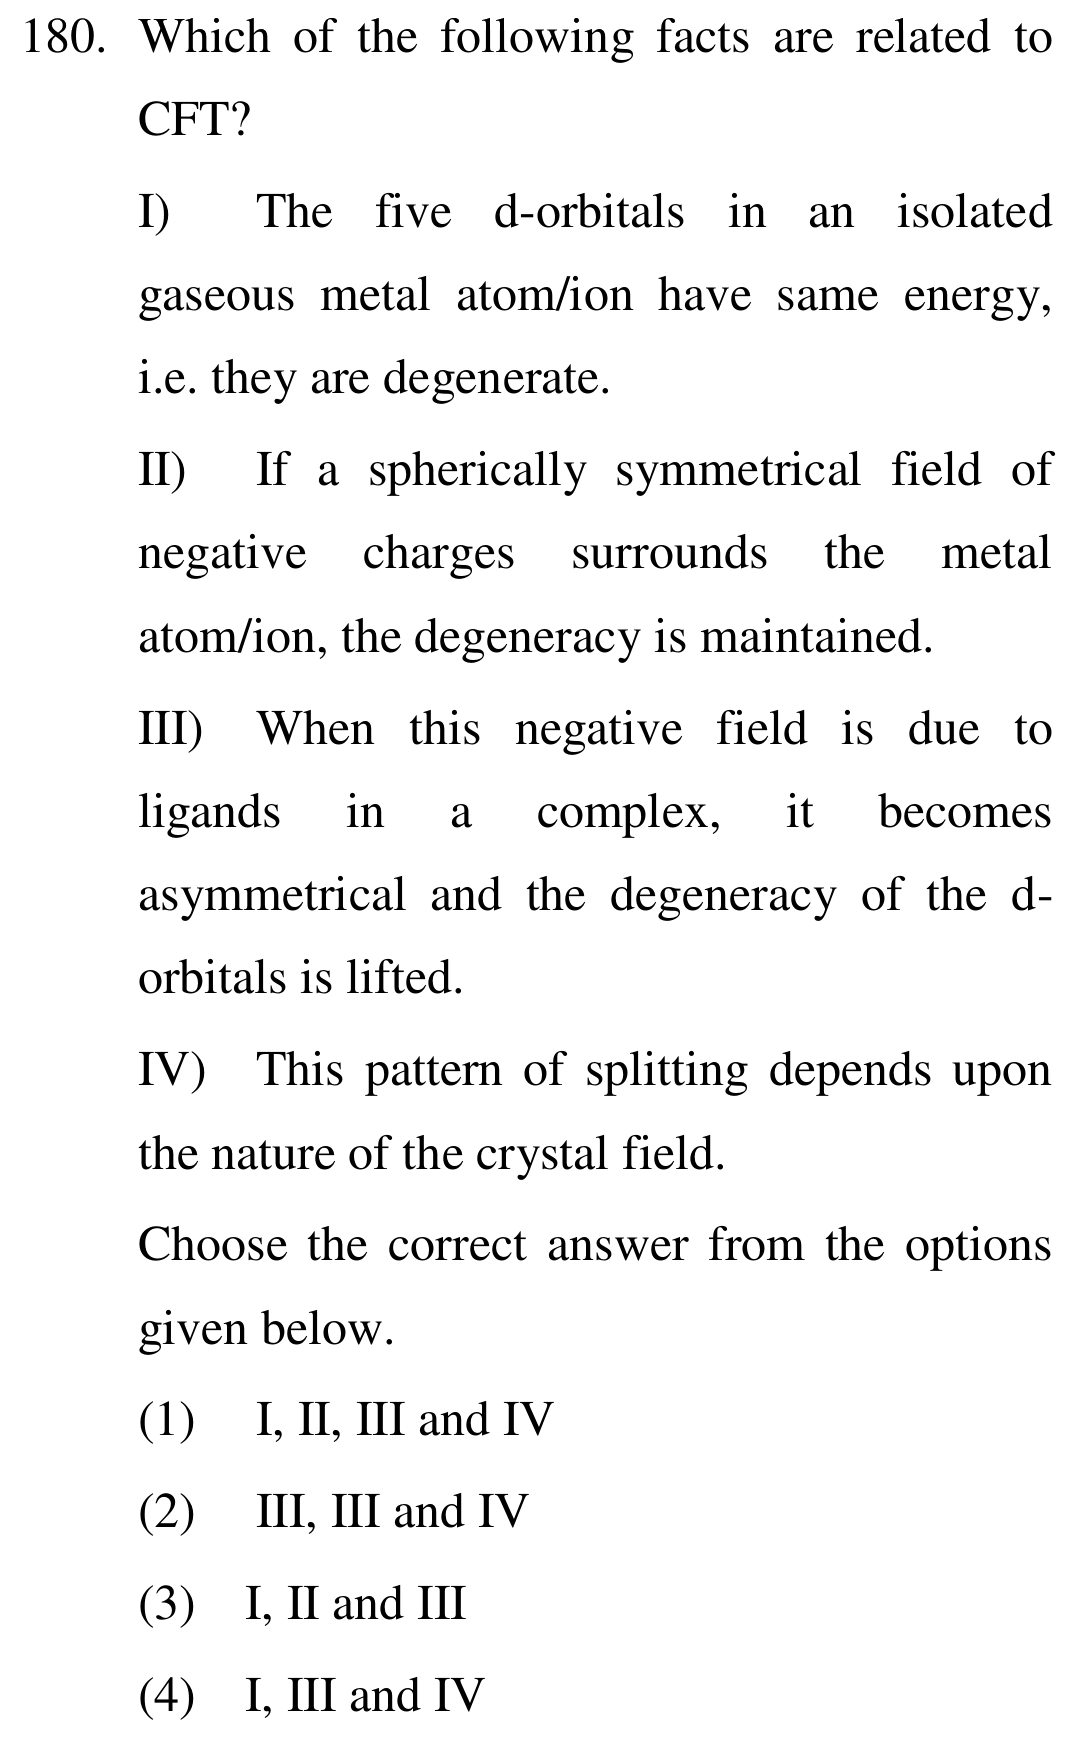 180. Which of the following facts are related to
CFT?
I) The five d-orbitals in an isolated
gaseous metal atom/ion have same energy,
i.e. they are degenerate.
II) If a spherically symmetrical field of
negative charges surrounds the metal
atom/ion, the degeneracy is maintained.
III) When this negative field is due to
ligands in a complex, it becomes
asymmetrical and the degeneracy of the d-
orbitals is lifted.
IV) This pattern of splitting depends upon
the nature of the crystal field.
Choose the correct answer from the options
given below.
(1) I, II, III and IV
(2) III, III and IV
(3) I, II and III
(4) I, III and IV